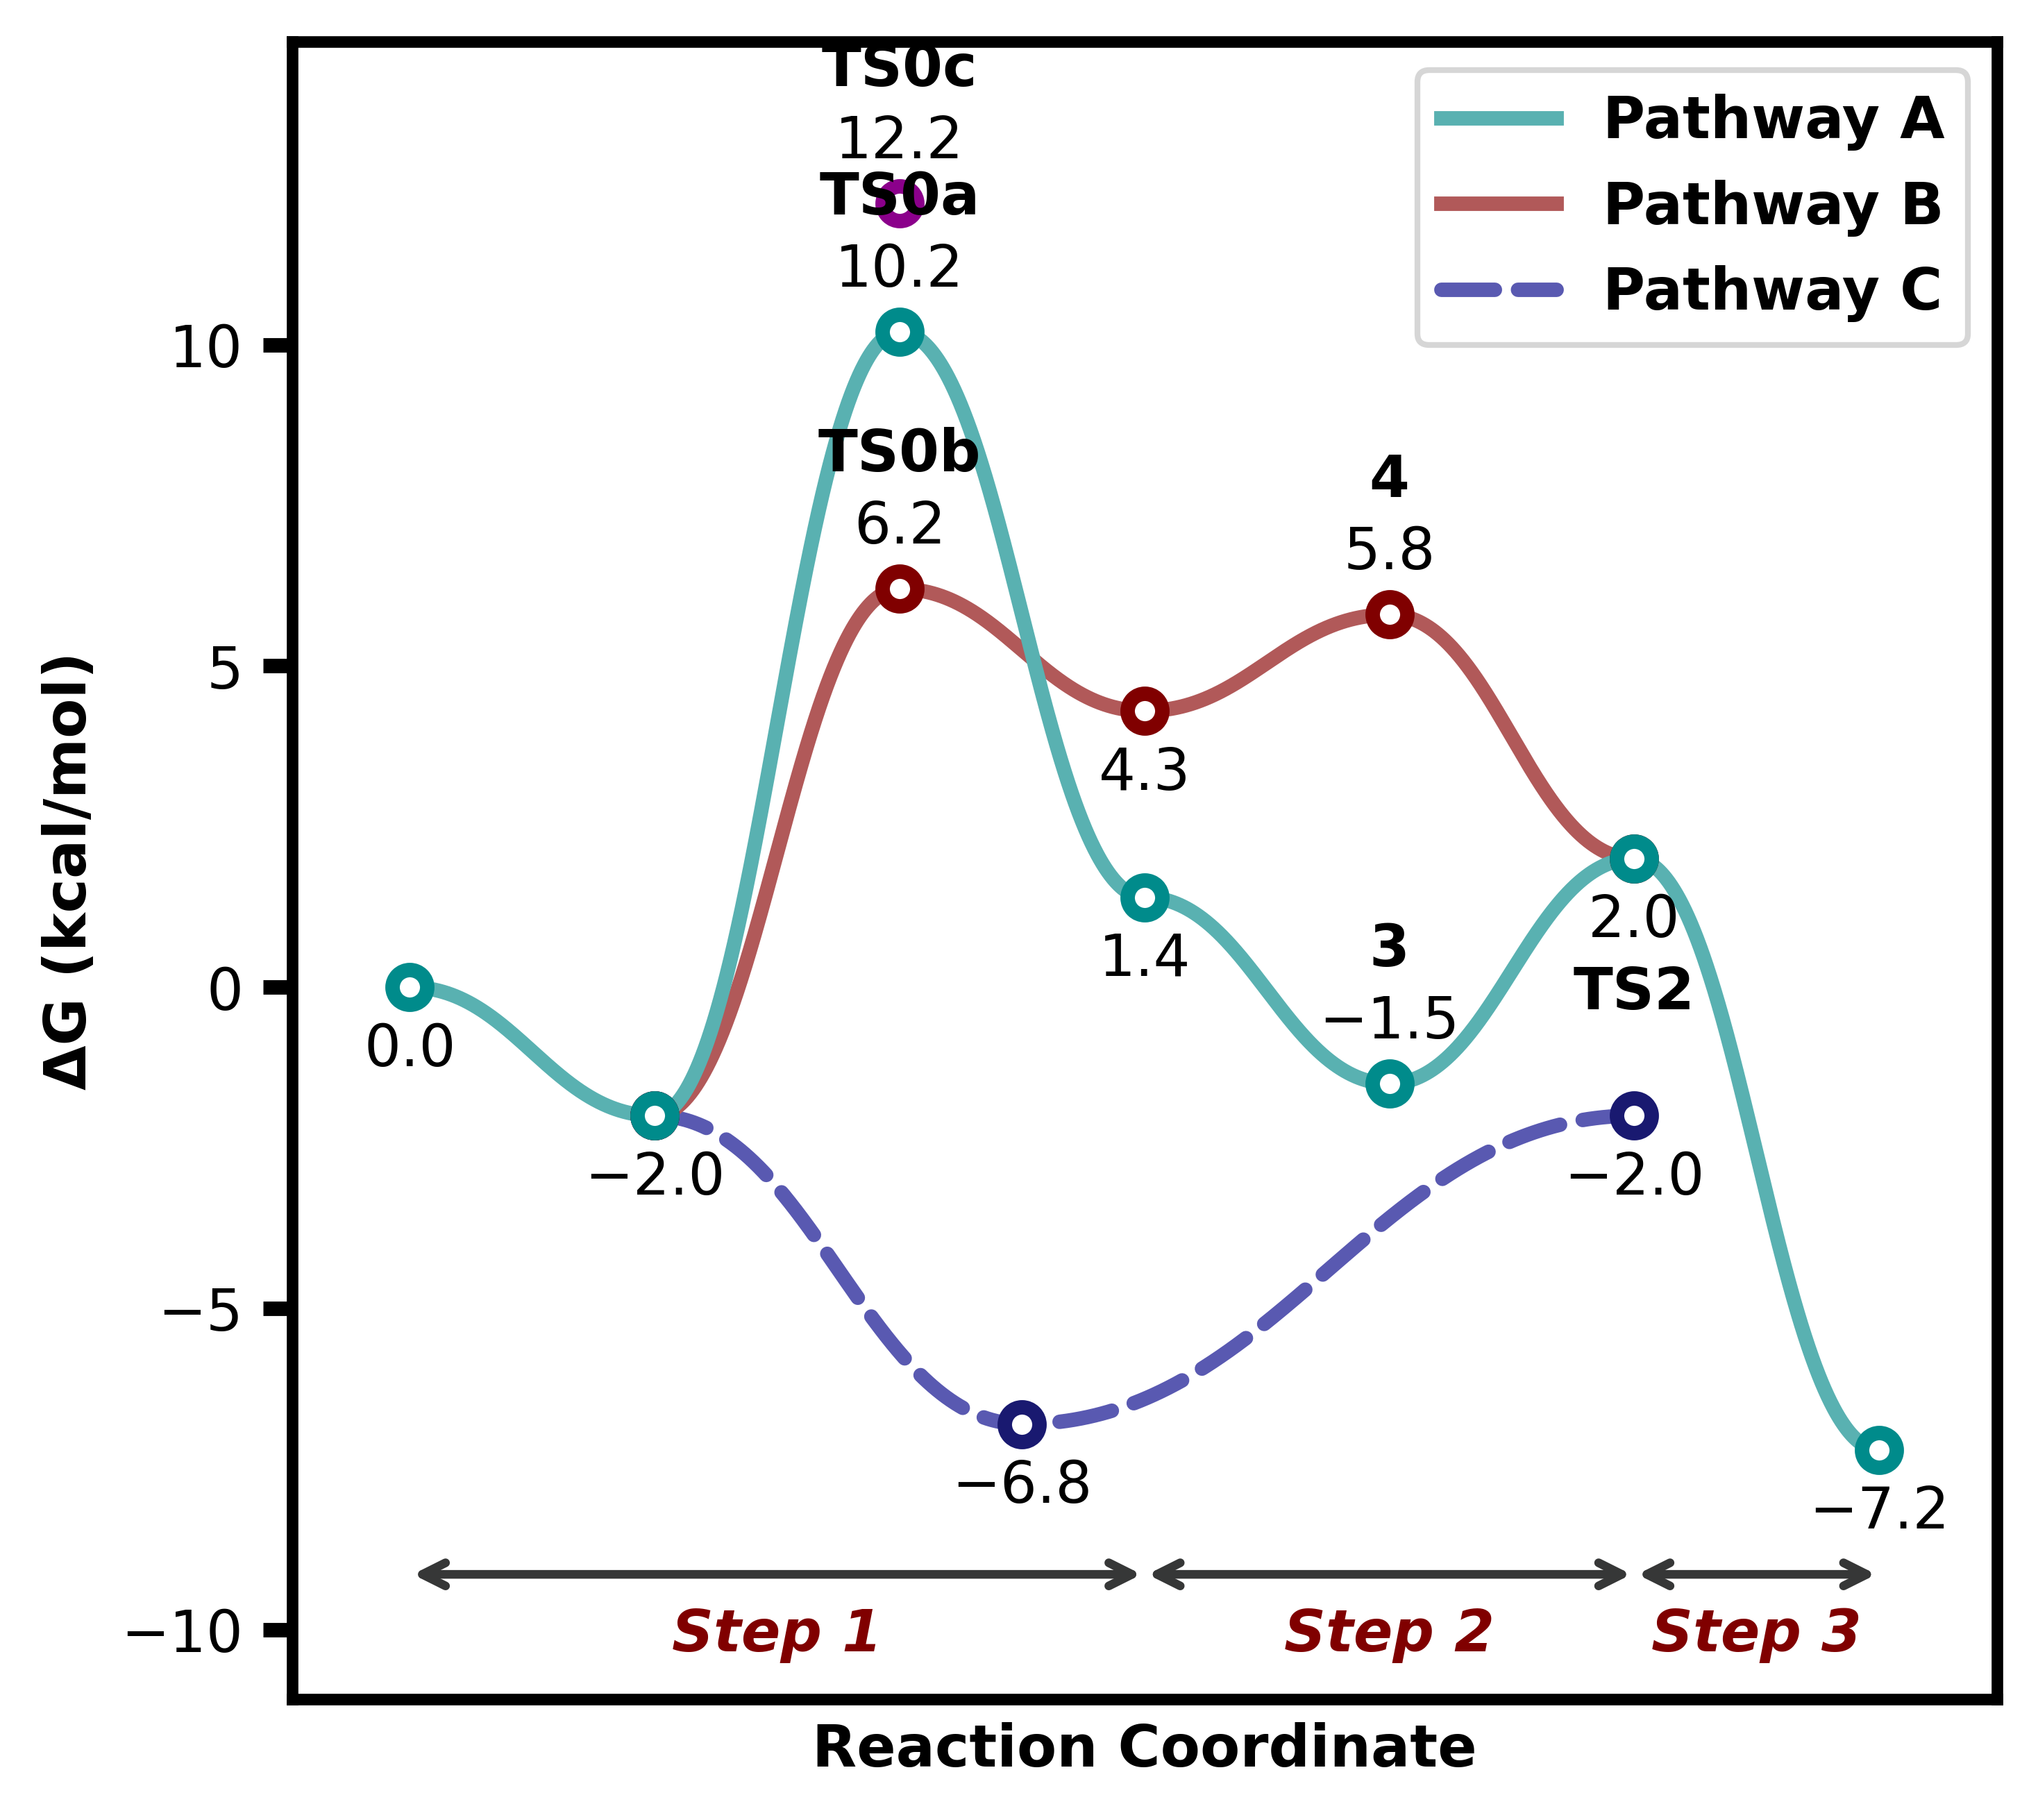 TS0c
12.2
TS0a
10.2
TS0b
6.2
4
5.8
4.3
1.4
3
−1.5
2.0
TS2
0.0
−2.0
−2.0
−6.8
−7.2
Pathway A
Pathway B
Pathway C
10
5
0
−5
−10
ΔG (kcal/mol)
Step 1
Step 2
Step 3
Reaction Coordinate